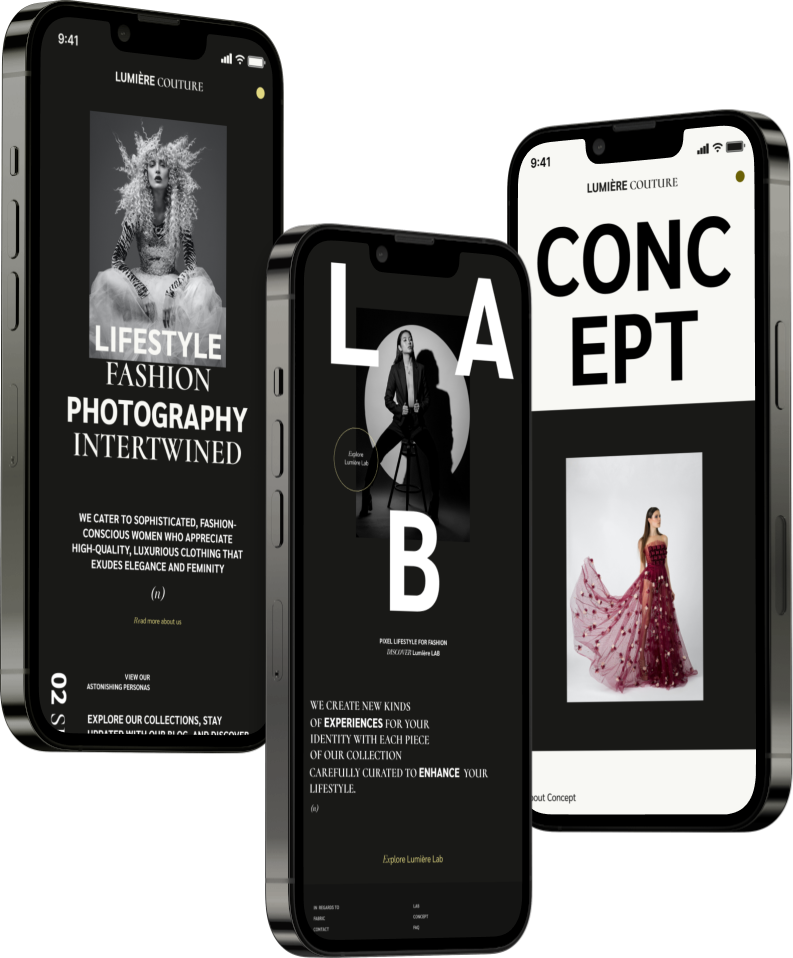 9:41
LUMIÈRE COUTURE
LIFESTYLE
FASHION
PHOTOGRAPHY
INTERTWINED
WE CATER TO SOPHISTICATED, FASHION-
CONSCIOUS WOMEN WHO APPRECIATE
HIGH-QUALITY, LUXURIOUS CLOTHING THAT
EXUDES ELEGANCE AND FEMINITY
(n)
Read more about us
02
VIEW OUR
ASTONISHING PERSONAS
EXPLORE OUR COLLECTIONS, STAY
UPDATED WITH OUR BLOG, AND DISCOVER
L A
Explore
Lumière Lab
B
PIXEL LIFESTYLE FOR FASHION
DISCOVER Lumière LAB
WE CREATE NEW KINDS
OF EXPERIENCES FOR YOUR
IDENTITY WITH EACH PIECE
OF OUR COLLECTION
CAREFULLY CURATED TO ENHANCE YOUR
LIFESTYLE.
(n)
Explore Lumière Lab
IN REGARDS TO
FABRIC
CONTACT
LAB
CONCEPT
FAQ
9:41
LUMIÈRE COUTURE
CONC
EPT
out Concept